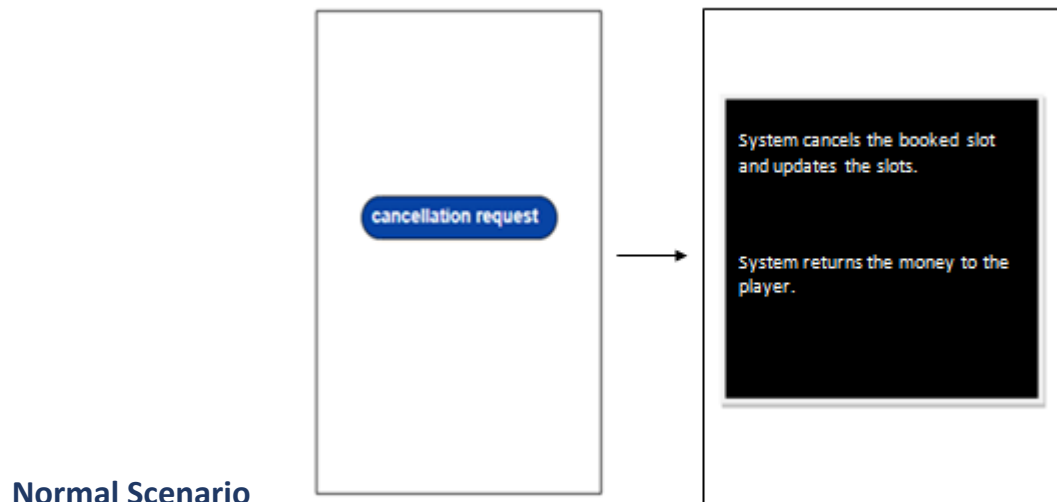 cancellation request
System cancels the booked slot
and updates the slots.
System returns the money to the
player.
Normal Scenario